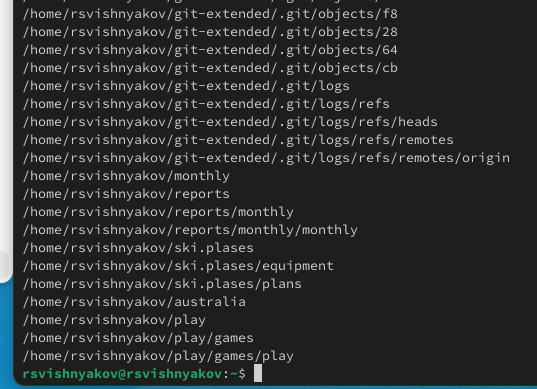 /home/rsvishnyakov/git-extended/.git/objects/f8
/home/rsvishnyakov/git-extended/.git/objects/28
/home/rsvishnyakov/git-extended/.git/objects/64
/home/rsvishnyakov/git-extended/.git/objects/cb
/home/rsvishnyakov/git-extended/.git/logs
/home/rsvishnyakov/git-extended/.git/logs/refs
/home/rsvishnyakov/git-extended/.git/logs/refs/heads
/home/rsvishnyakov/git-extended/.git/logs/refs/remotes
/home/rsvishnyakov/git-extended/.git/logs/refs/remotes/origin
/home/rsvishnyakov/monthly
/home/rsvishnyakov/reports
/home/rsvishnyakov/reports/monthly
/home/rsvishnyakov/reports/monthly/monthly
/home/rsvishnyakov/ski.plases
/home/rsvishnyakov/ski.plases/equipment
/home/rsvishnyakov/ski.plases/plans
/home/rsvishnyakov/australia
/home/rsvishnyakov/play
/home/rsvishnyakov/play/games
/home/rsvishnyakov/play/games/play
rsvishnyakov@rsvishnyakov:~$